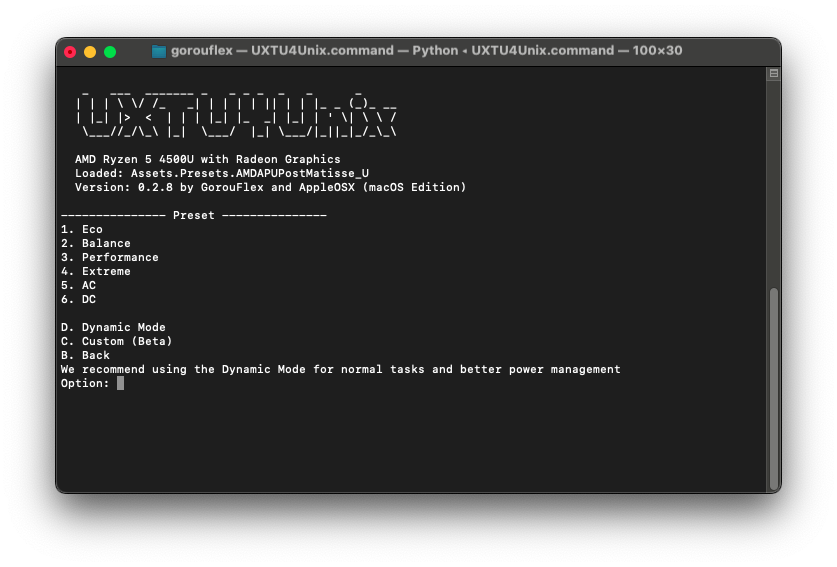 gorouflex — UXTU4Unix.command — Python ◂ UXTU4Unix.command — 100×30
UXTU4Unix
AMD Ryzen 5 4500U with Radeon Graphics
Loaded: Assets.Presets.AMDAPUPostMatisse_U
Version: 0.2.8 by GorouFlex and AppleOSX (macOS Edition)
--------------- Preset ---------------
1. Eco
2. Balance
3. Performance
4. Extreme
5. AC
6. DC
D. Dynamic Mode
C. Custom (Beta)
B. Back
We recommend using the Dynamic Mode for normal tasks and better power management
Option: